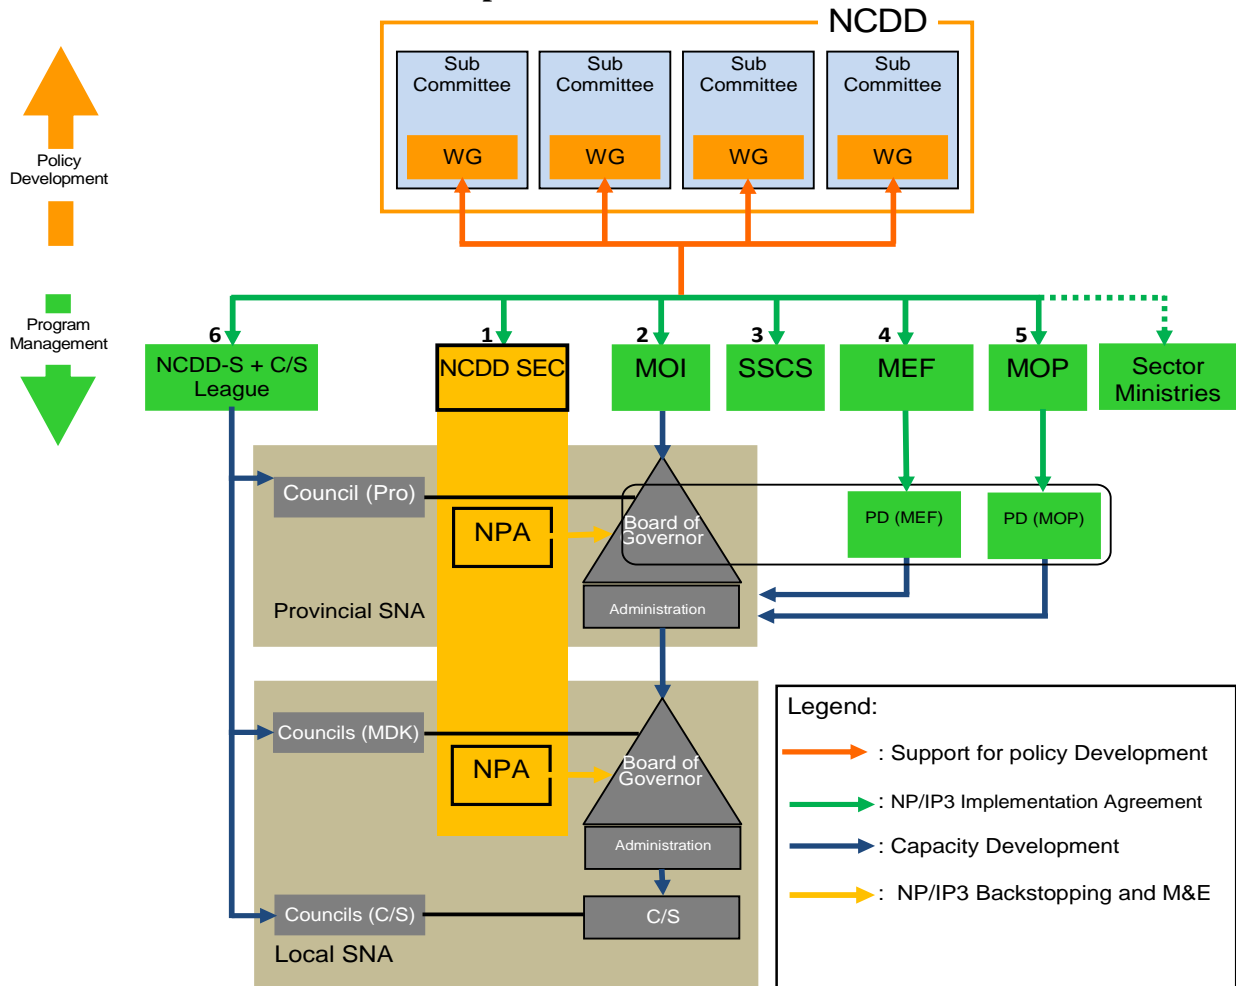 NCDD
Sub
Committee
Sub
Committee
Sub
Committee
Sub
Committee
WG
WG
WG
WG
Policy
Development
Program
Management
6
1
2
3
4
5
NCDD-S + C/S
League
NCDD SEC
MOI
SSCS
MEF
MOP
Sector
Ministries
Council (Pro)
NPA
Board of
Governor
PD (MEF)
PD (MOP)
Administration
Provincial SNA
Councils (MDK)
NPA
Board of
Governor
Administration
Councils (C/S)
C/S
Local SNA
Legend:
: Support for policy Development
: NP/IP3 Implementation Agreement
: Capacity Development
: NP/IP3 Backstopping and M&E